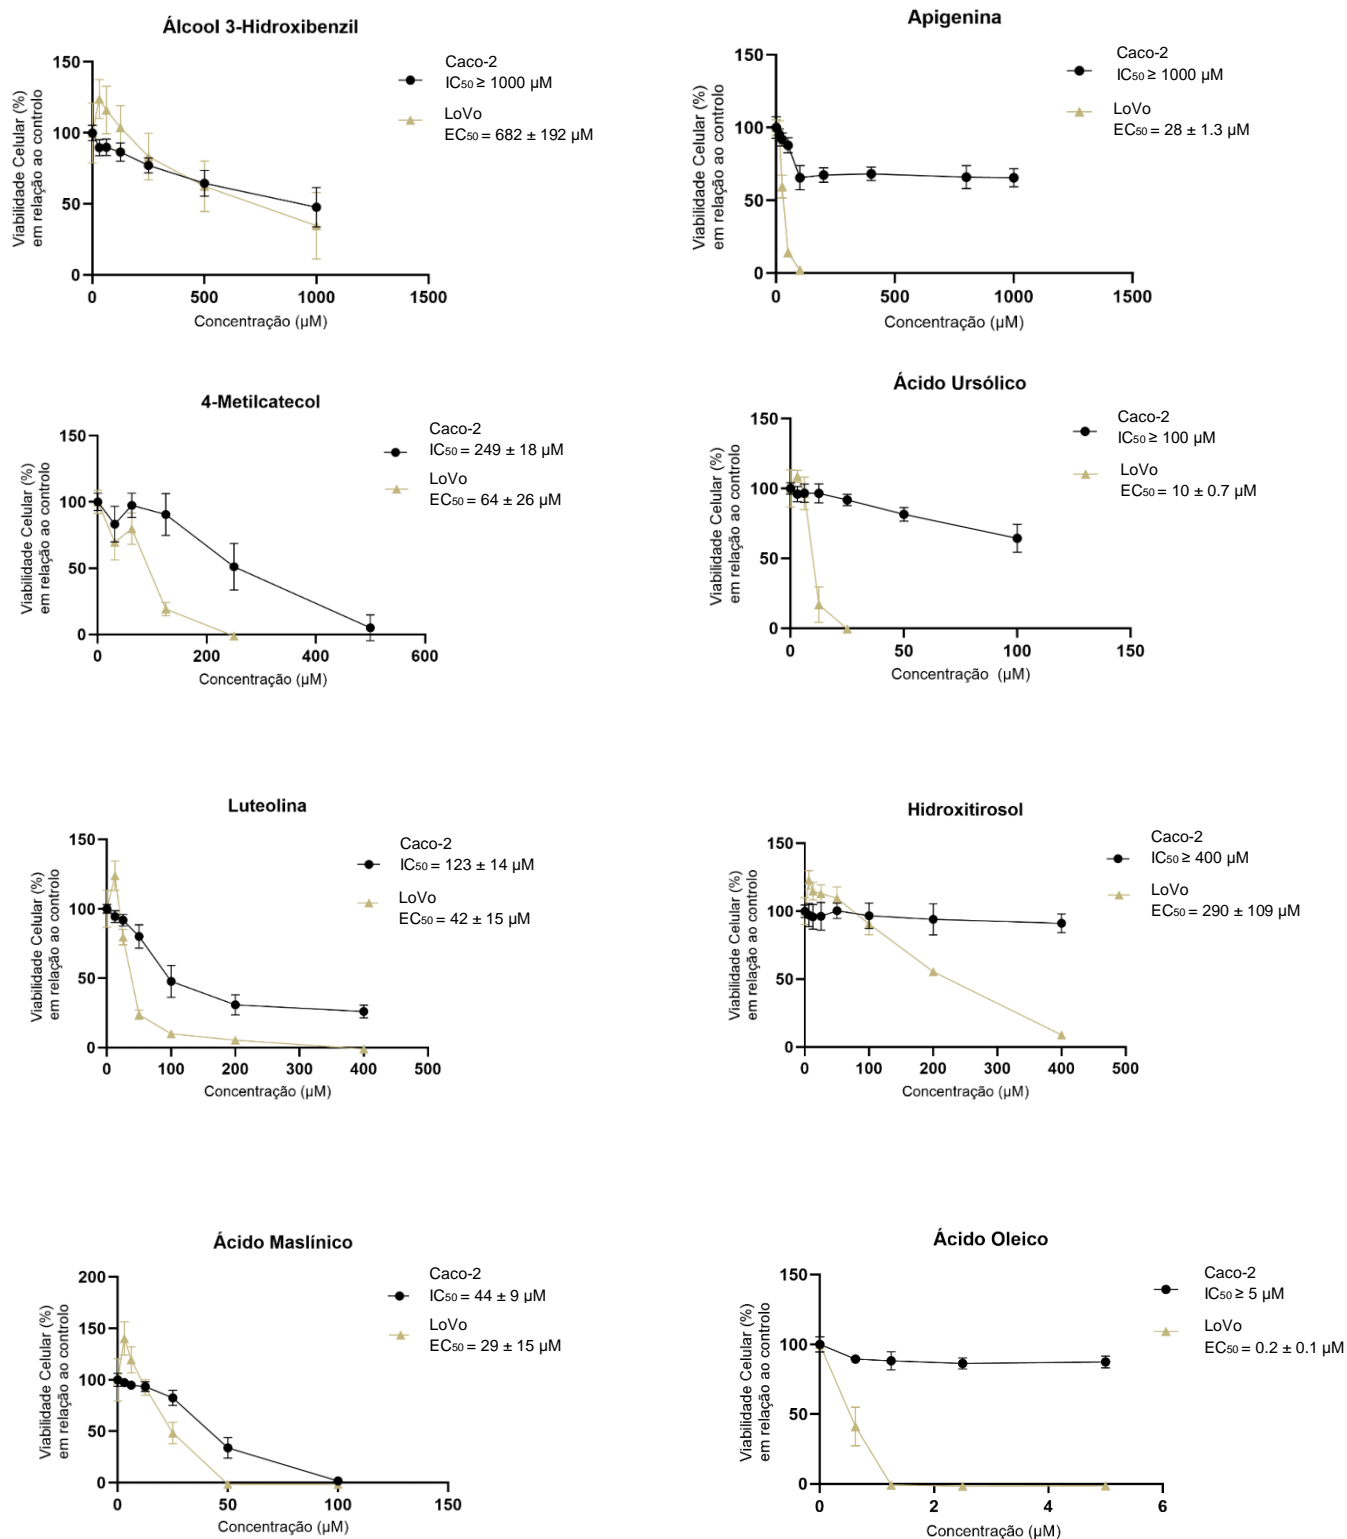 Álcool 3-Hidroxibenzil
Viabilidade Celular (%)
em relação ao controlo
150
100
50
0
0 500 1000 1500
Concentração (µM)
Caco-2
IC50 ≥ 1000 µM
LoVo
EC50 = 682 ± 192 µM
Apigenina
Viabilidade Celular (%)
em relação ao controlo
150
100
50
0
0 500 1000 1500
Concentração (µM)
Caco-2
IC50 ≥ 1000 µM
LoVo
EC50 = 28 ± 1.3 µM
4-Metilcatecol
Viabilidade Celular (%)
em relação ao controlo
150
100
50
0
0 200 400 600
Concentração (µM)
Caco-2
IC50 = 249 ± 18 µM
LoVo
EC50 = 64 ± 26 µM
Ácido Ursólico
Viabilidade Celular (%)
em relação ao controlo
150
100
50
0
0 50 100 150
Concentração (µM)
Caco-2
IC50 ≥ 100 µM
LoVo
EC50 = 10 ± 0.7 µM
Luteolina
Viabilidade Celular (%)
em relação ao controlo
150
100
50
0
0 100 200 300 400 500
Concentração (µM)
Caco-2
IC50 = 123 ± 14 µM
LoVo
EC50 = 42 ± 15 µM
Hidroxitirosol
Viabilidade Celular (%)
em relação ao controlo
150
100
50
0
0 100 200 300 400 500
Concentração (µM)
Caco-2
IC50 ≥ 400 µM
LoVo
EC50 = 290 ± 109 µM
Ácido Maslínico
Viabilidade Celular (%)
em relação ao controlo
200
150
100
50
0
0 50 100 150
Concentração (µM)
Caco-2
IC50 = 44 ± 9 µM
LoVo
EC50 = 29 ± 15 µM
Ácido Oleico
Viabilidade Celular (%)
em relação ao controlo
150
100
50
0
0 2 4 6
Concentração (µM)
Caco-2
IC50 ≥ 5 µM
LoVo
EC50 = 0.2 ± 0.1 µM